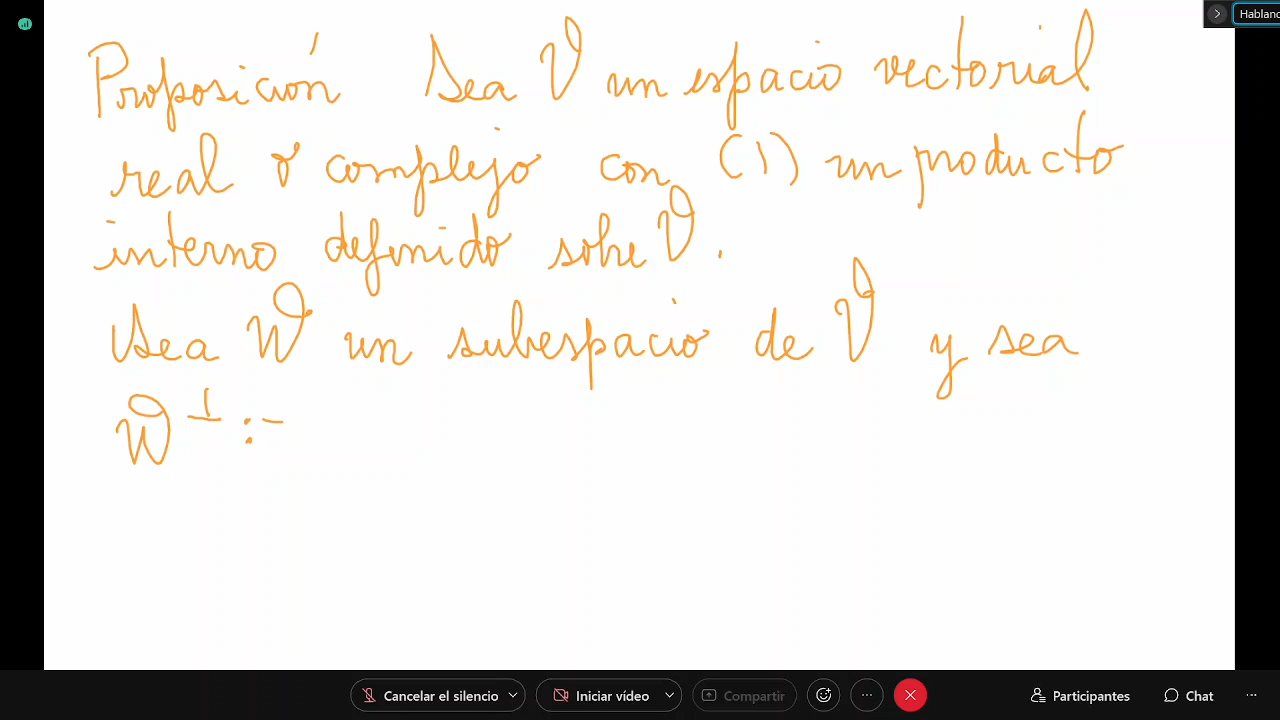 Hablando
Proposición Sea V un espacio vectorial
real o complejo con ( | ) un producto
interno definido sobre V.
Sea W un subespacio de V y sea
W⊥ :=
Cancelar el silencio Iniciar vídeo Compartir Participantes Chat